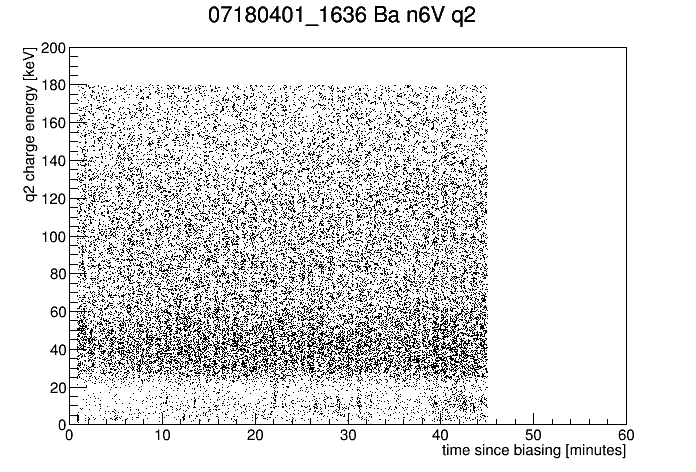 07180401_1636 Ba n6V q2
q2 charge energy [keV]
200
180
160
140
120
100
80
60
40
20
0
0 10 20 30 40 50 60
time since biasing [minutes]